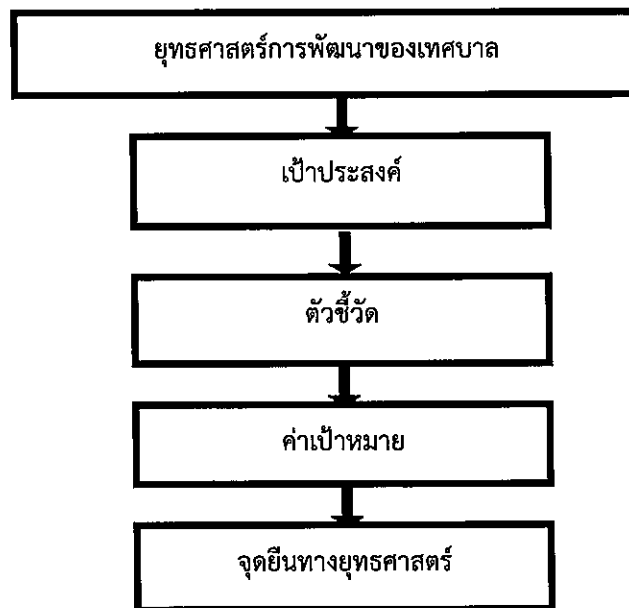 ยุทธศาสตร์การพัฒนาของเทศบาล
เป้าประสงค์
ตัวชี้วัด
ค่าเป้าหมาย
จุดยืนทางยุทธศาสตร์